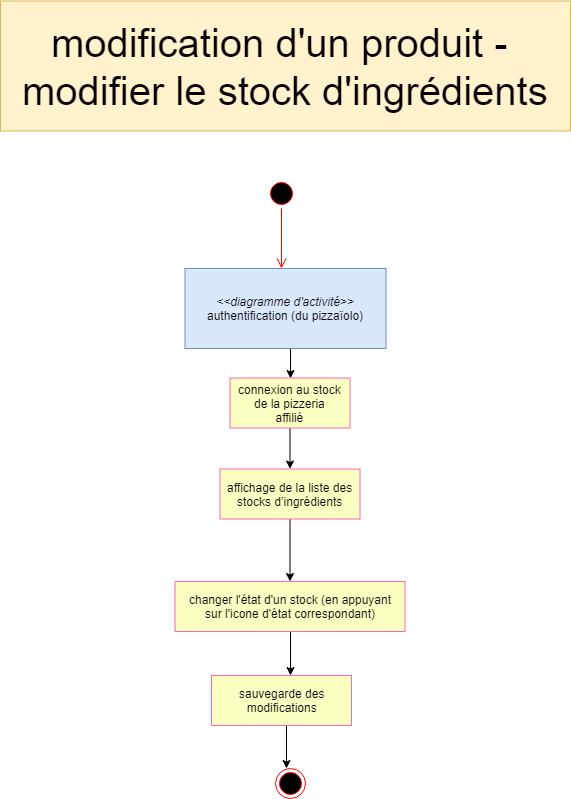 modification d'un produit -
modifier le stock d'ingrédients
<<diagramme d'activité>>
authentification (du pizzaïolo)
connexion au stock
de la pizzeria
affilié
affichage de la liste des
stocks d'ingrédients
changer l'état d'un stock (en appuyant
sur l'icone d'état correspondant)
sauvegarde des
modifications